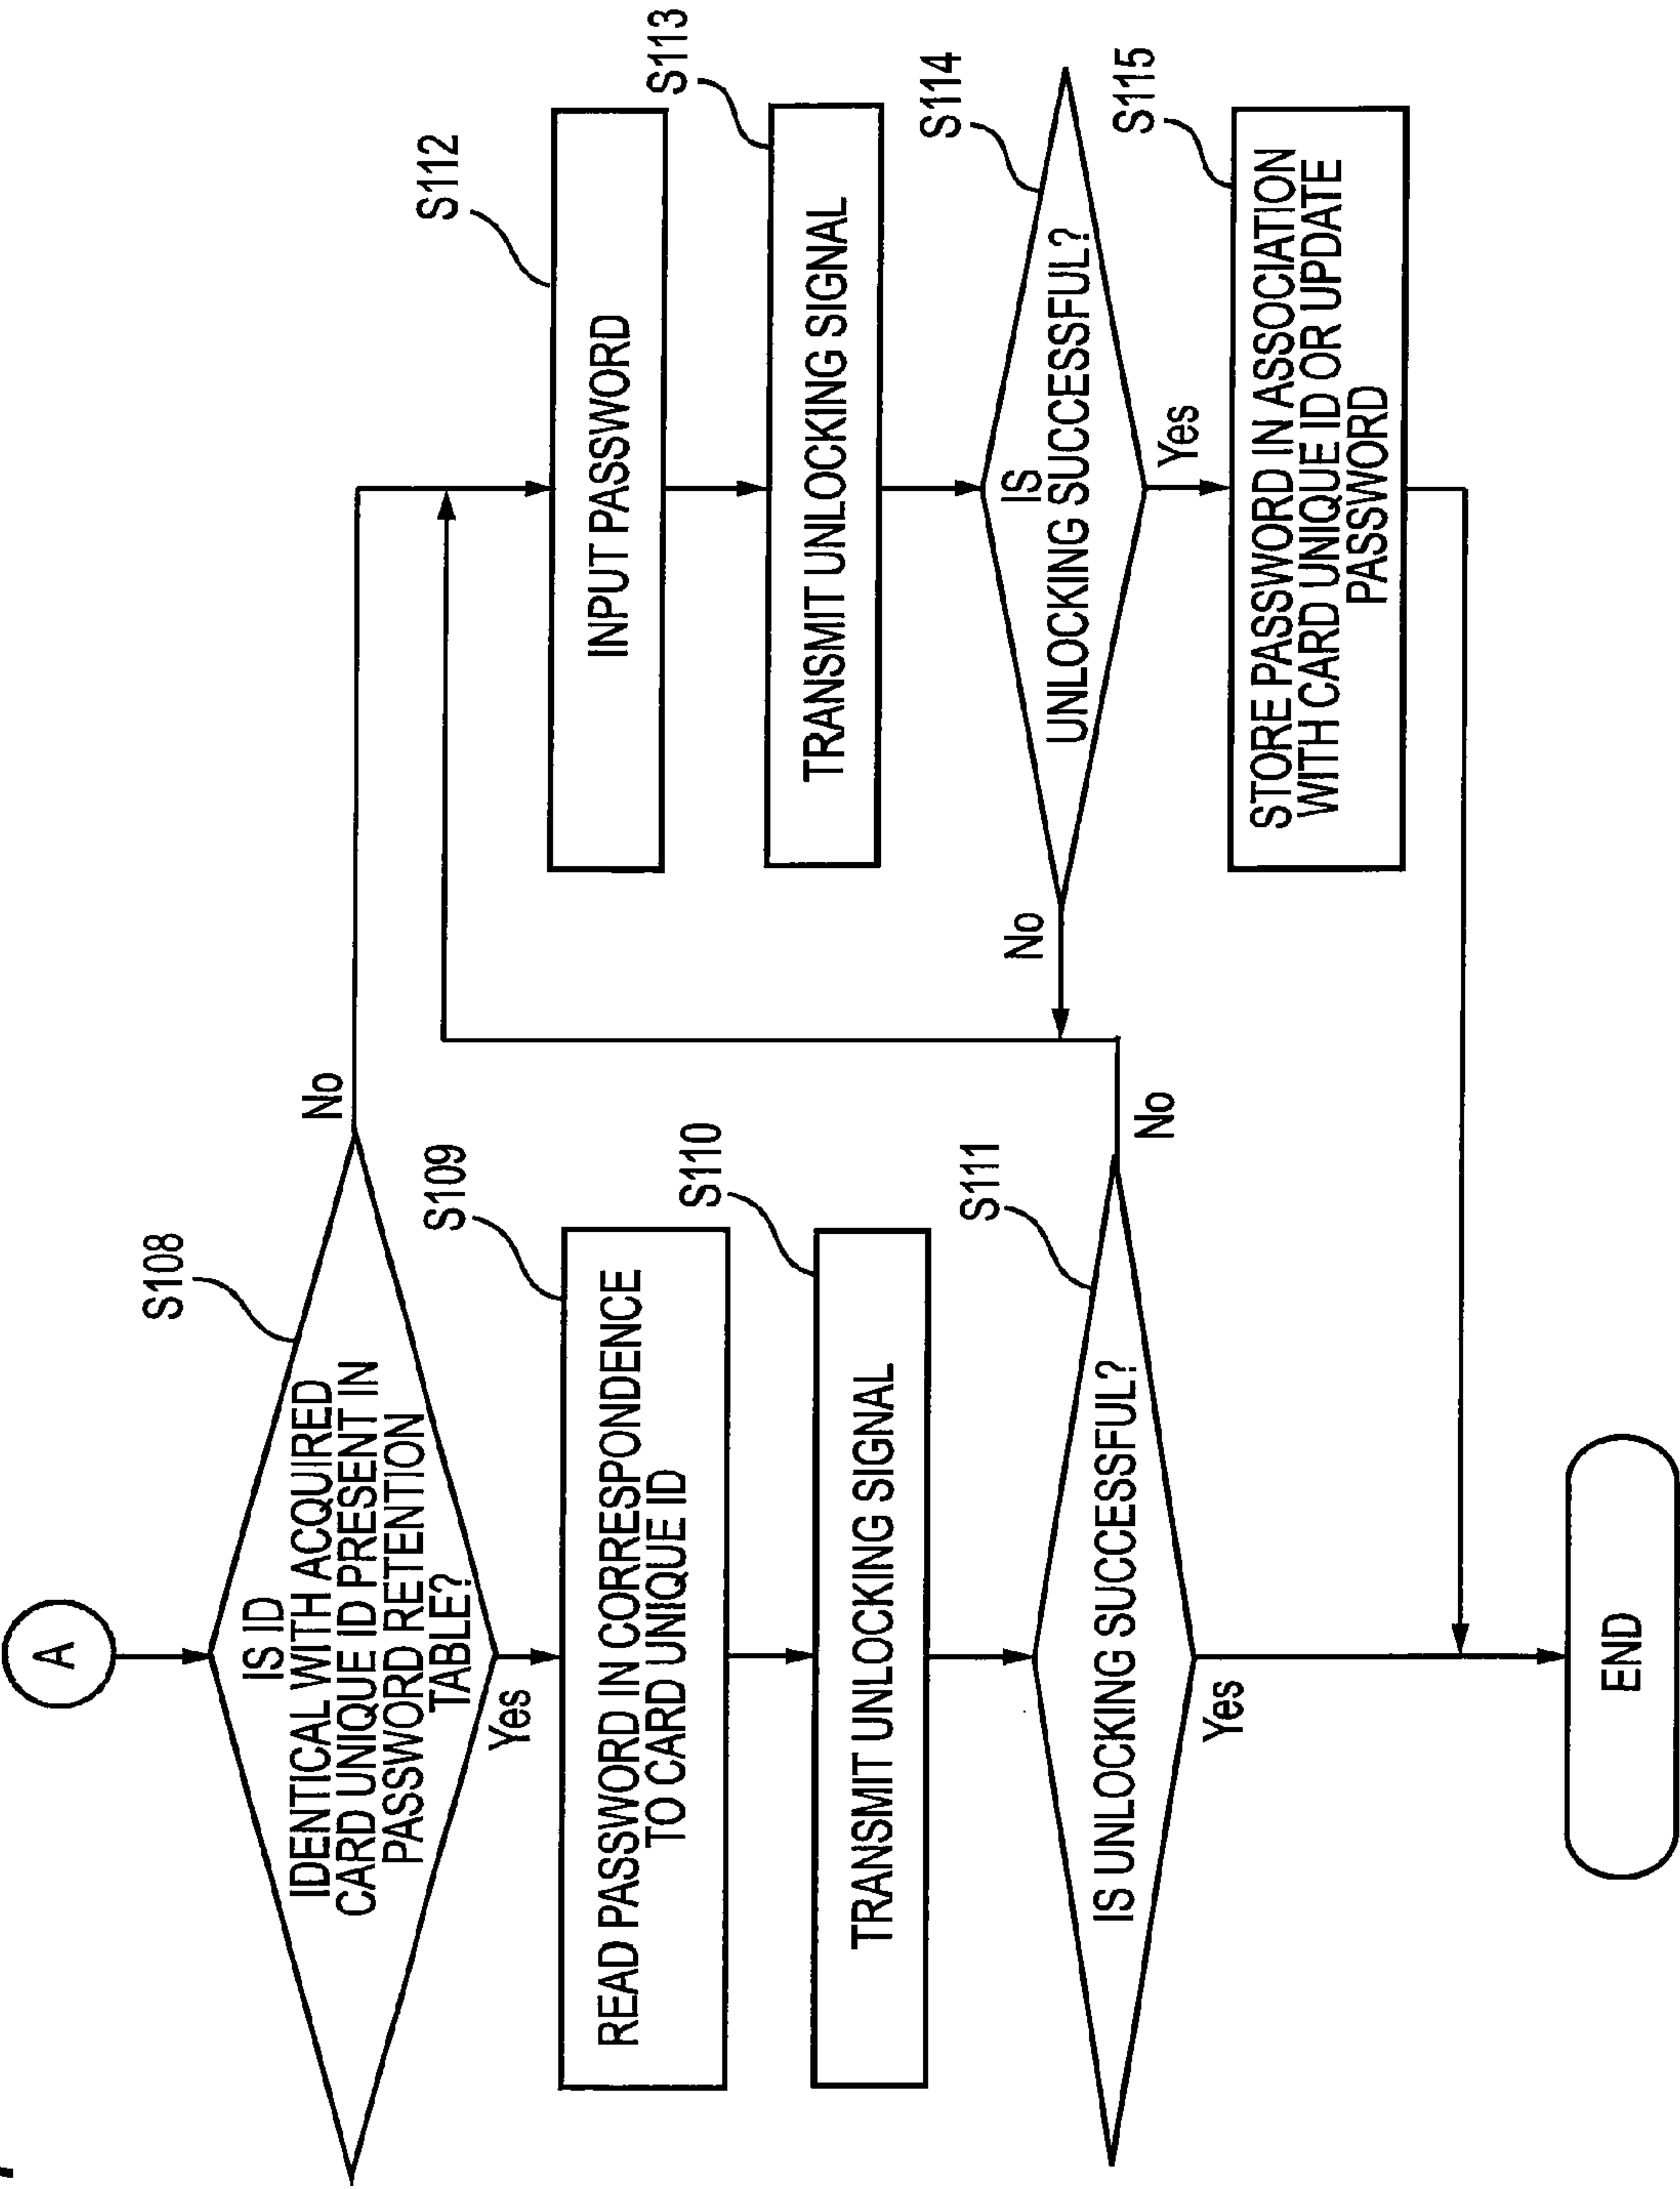 A
S108
IS ID
IDENTICAL WITH ACQUIRED
CARD UNIQUE ID PRESENT IN
PASSWORD RETENTION
TABLE?
No
Yes
S109
READ PASSWORD IN CORRESPONDENCE
TO CARD UNIQUE ID
S110
TRANSMIT UNLOCKING SIGNAL
S111
IS UNLOCKING SUCCESSFUL?
No
Yes
S112
INPUT PASSWORD
S113
TRANSMIT UNLOCKING SIGNAL
S114
IS
UNLOCKING SUCCESSFUL?
No
Yes
S115
STORE PASSWORD IN ASSOCIATION
WITH CARD UNIQUE ID OR UPDATE
PASSWORD
END